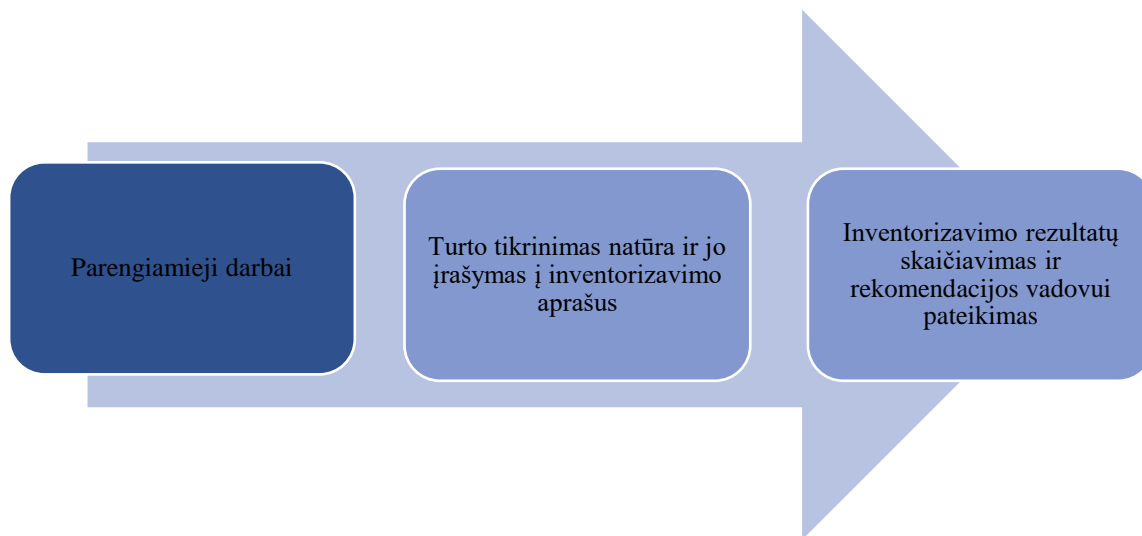 Parengiamieji darbai
Turto tikrinimas natūra ir jo
įrašymas į inventorizavimo
aprašus
Inventorizavimo rezultatų
skaičiavimas ir
rekomendacijos vadovui
pateikimas